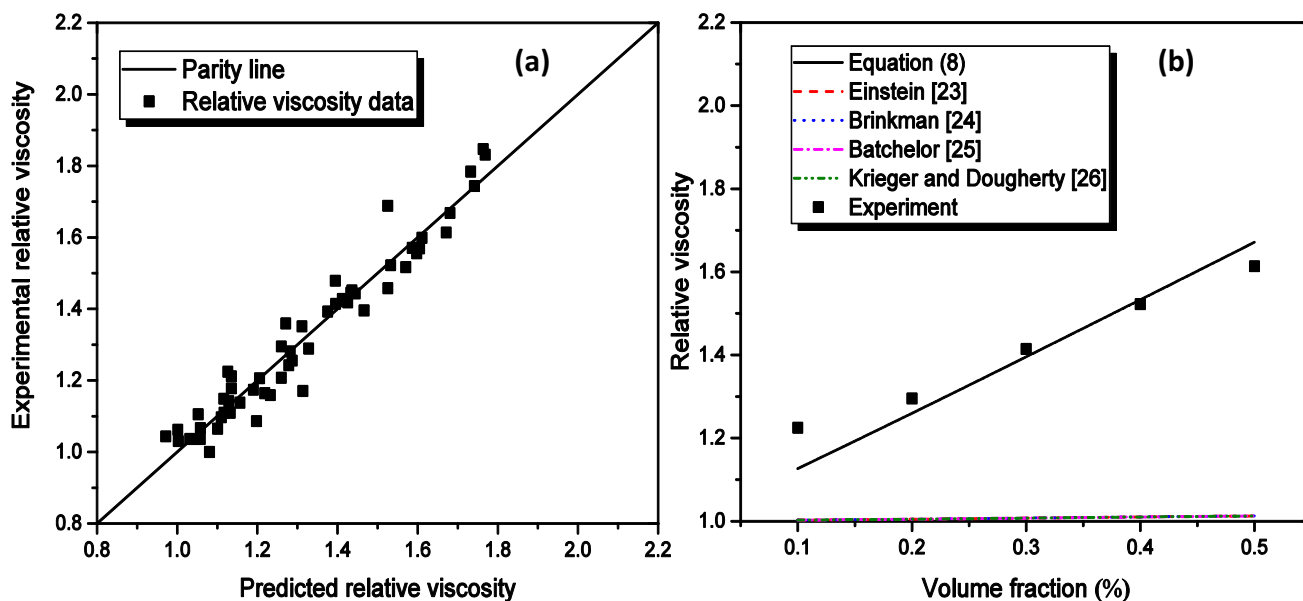 2.2
2.0
1.8
1.6
1.4
1.2
1.0
0.8
Experimental relative viscosity
Parity line
Relative viscosity data
(a)
0.8 1.0 1.2 1.4 1.6 1.8 2.0 2.2
Predicted relative viscosity
2.2
2.0
1.8
1.6
1.4
1.2
1.0
Relative viscosity
Equation (8)
Einstein [23]
Brinkman [24]
Batchelor [25]
Krieger and Dougherty [26]
Experiment
(b)
0.1 0.2 0.3 0.4 0.5
Volume fraction (%)